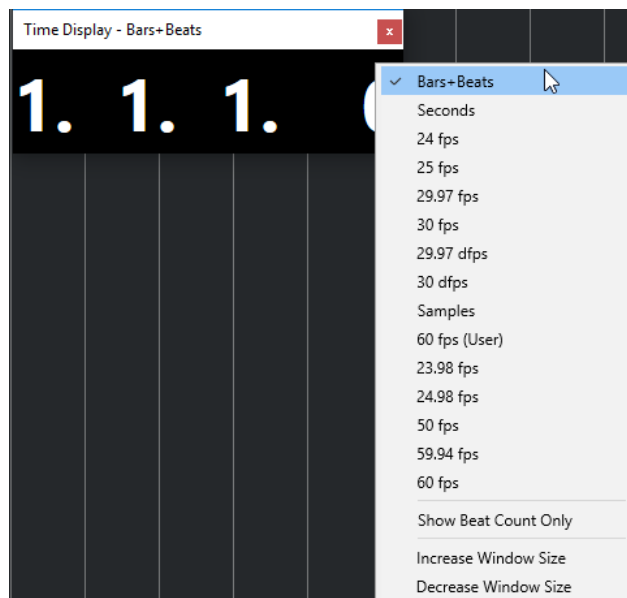 Time Display - Bars+Beats
x
1. 1. 1.
Bars+Beats
Seconds
24 fps
25 fps
29.97 fps
30 fps
29.97 dfps
30 dfps
Samples
60 fps (User)
23.98 fps
24.98 fps
50 fps
59.94 fps
60 fps
Show Beat Count Only
Increase Window Size
Decrease Window Size